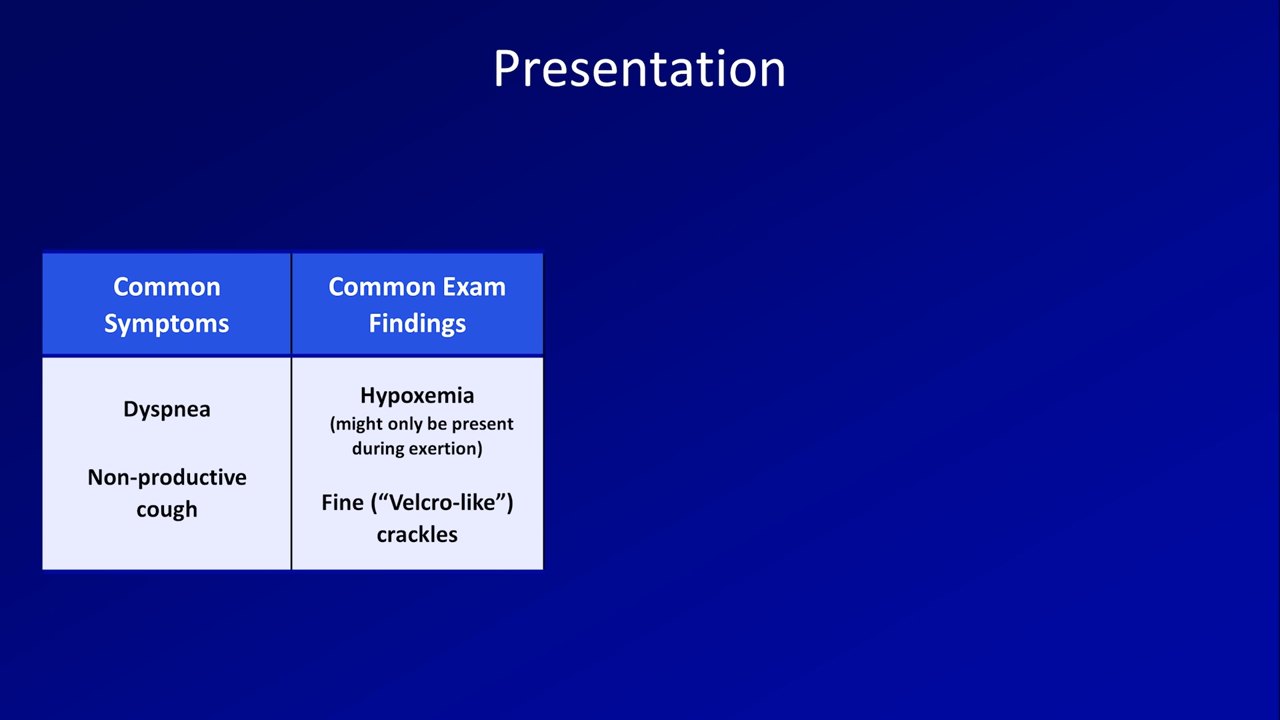 Presentation
Common
Symptoms
Common Exam
Findings
Dyspnea
Non-productive
cough
Hypoxemia
(might only be present
during exertion)
Fine (“Velcro-like”)
crackles